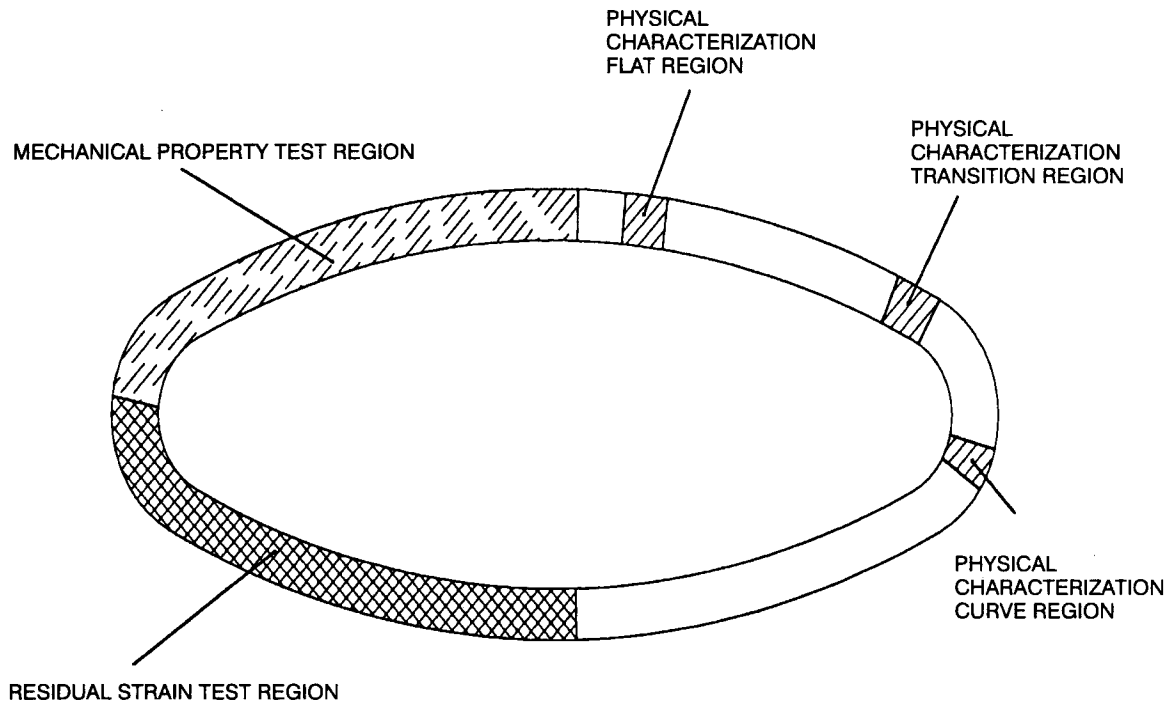 PHYSICAL
CHARACTERIZATION
FLAT REGION
PHYSICAL
CHARACTERIZATION
TRANSITION REGION
MECHANICAL PROPERTY TEST REGION
PHYSICAL
CHARACTERIZATION
CURVE REGION
RESIDUAL STRAIN TEST REGION